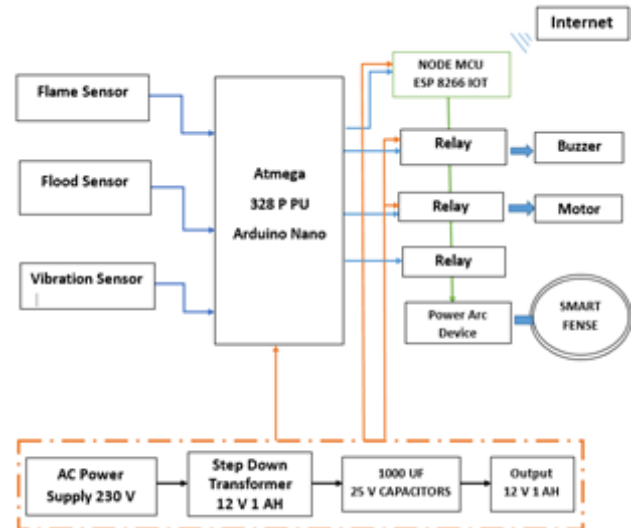 Internet
NODE MCU
ESP 8266 IOT
Flame Sensor
Relay
Buzzer
Atmega
328 P PU
Arduino Nano
Flood Sensor
Relay
Motor
Vibration Sensor
Relay
Power Arc
Device
SMART
FENSE
AC Power
Supply 230 V
Step Down
Transformer
12 V 1 AH
1000 UF
25 V CAPACITORS
Output
12 V 1 AH